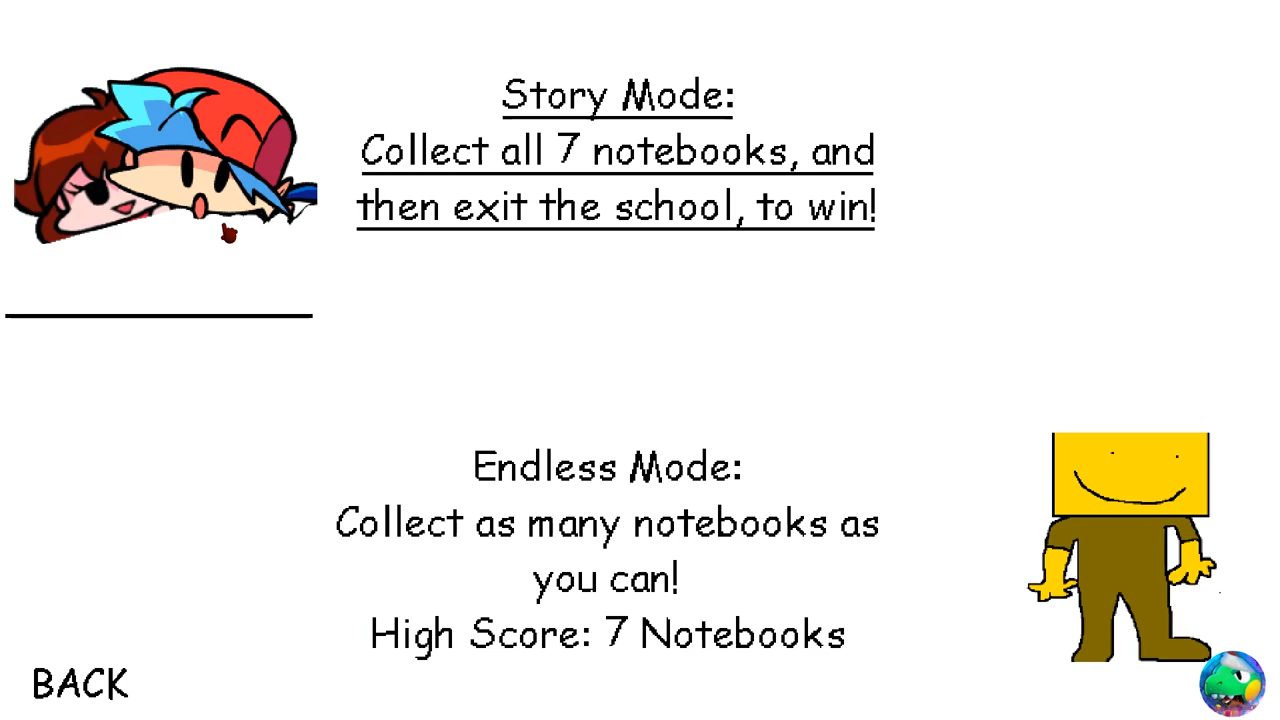 Story Mode:
Collect all 7 notebooks, and
then exit the school, to win!
Endless Mode:
Collect as many notebooks as
you can!
High Score: 7 Notebooks
BACK